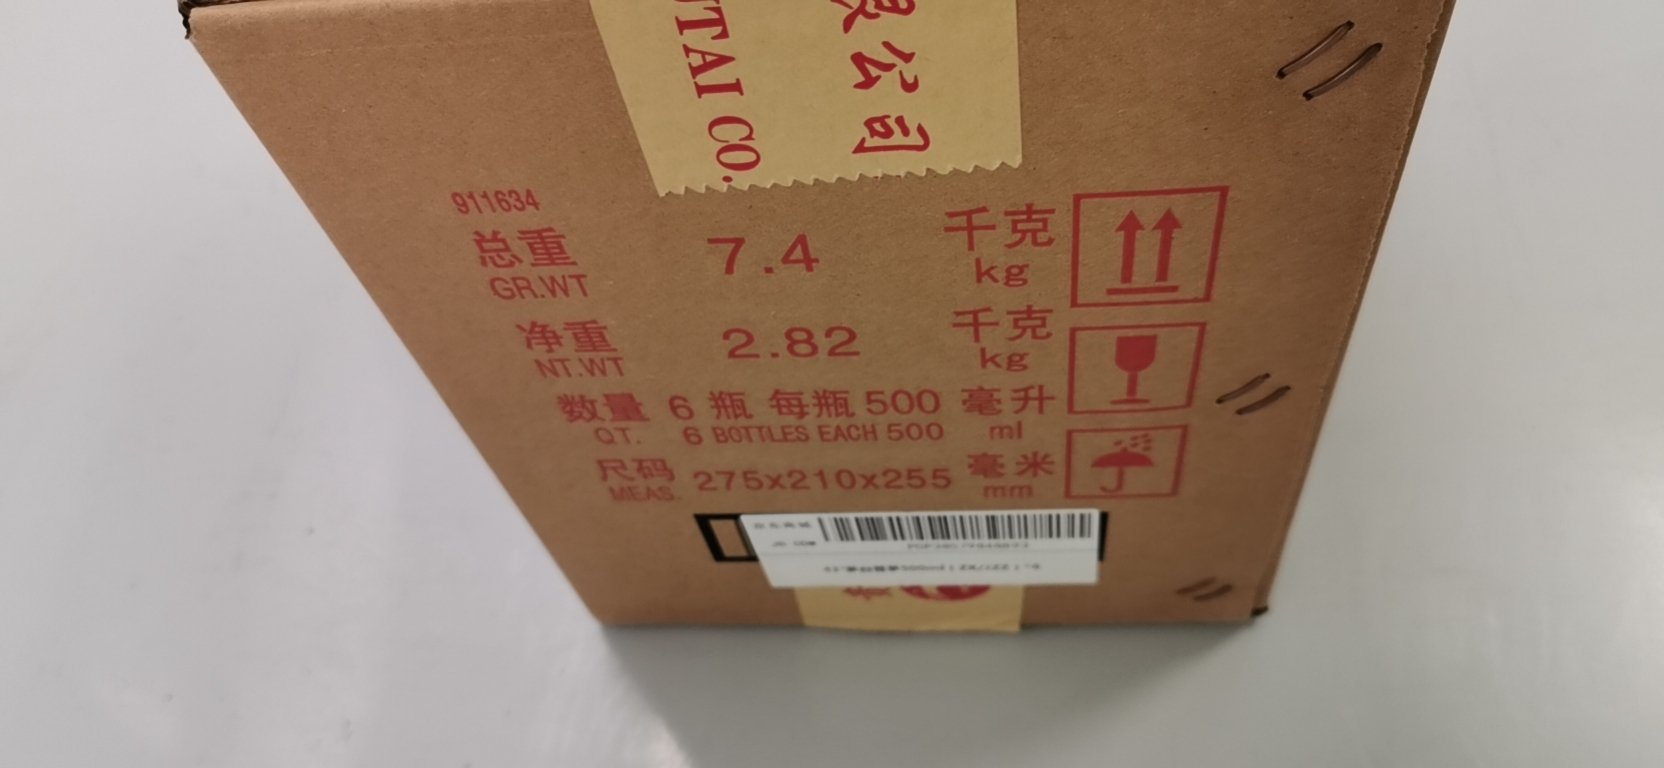 UTAI CO.
限公司
911634
总重 7.4 千克
GR.WT kg
净重 2.82 千克
NT.WT kg
数量 6 瓶 每瓶 500 毫升
QT. 6 BOTTLES EACH 500 ml
尺码 275x210x255 毫米
MEAS. mm